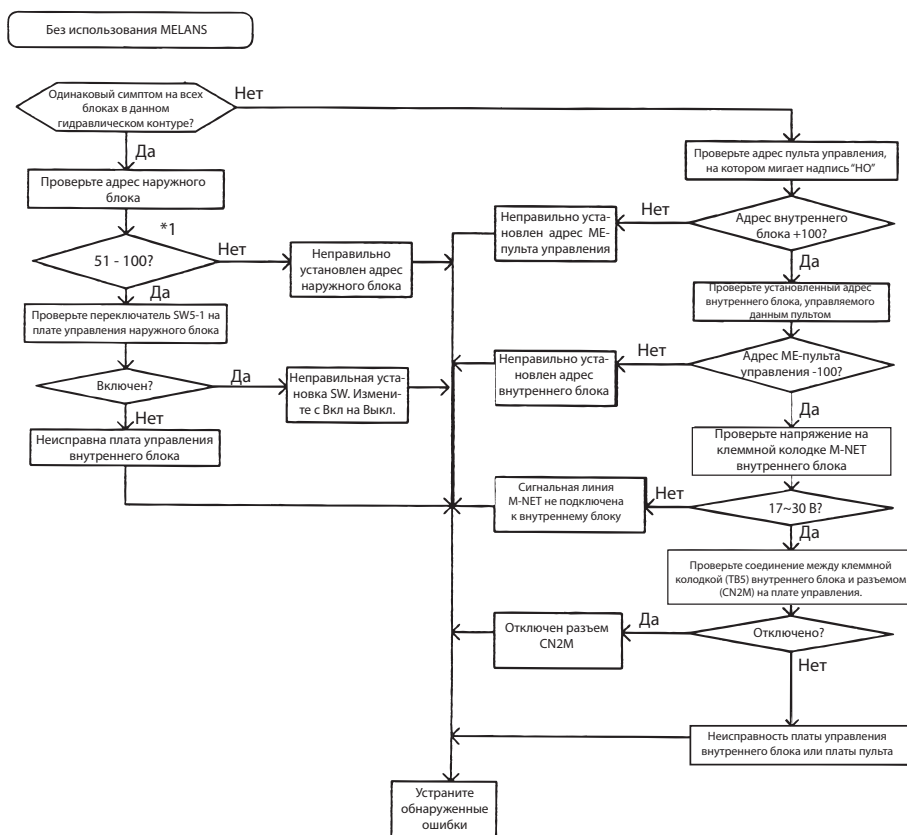 Без использования MELANS
Одинаковый симптом на всех
блоках в данном
гидравлическом контуре?
Нет
Да
Проверьте адрес наружного
блока
*1
51 - 100?
Нет
Неправильно
установлен адрес
наружного блока
Да
Проверьте переключатель SW5-1 на
плате управления наружного блока
Включен?
Да
Неправильная уста-
новка SW. Измени-
те с Вкл на Выкл.
Нет
Неисправна плата управления
внутреннего блока
Проверьте адрес пульта управления,
на котором мигает надпись "HO"
Адрес внутреннего
блока +100?
Нет
Неправильно уста-
новлен адрес МЕ-
пульта управления
Да
Проверьте установленный адрес
внутреннего блока, управляемого
данным пультом
Адрес МЕ-пульта
управления -100?
Нет
Неправильно уста-
новлен адрес
внутреннего блока
Да
Проверьте напряжение на
клеммной колодке M-NET
внутреннего блока
17~30 В?
Нет
Сигнальная линия
M-NET не подключена
к внутреннему блоку
Да
Проверьте соединение между клеммной
колодкой (TB5) внутреннего блока и разъемом
(CN2M) на плате управления.
Отключено?
Да
Отключен разъем
CN2M
Нет
Неисправность платы управления
внутреннего блока или платы пульта
Устраните
обнаруженные
ошибки